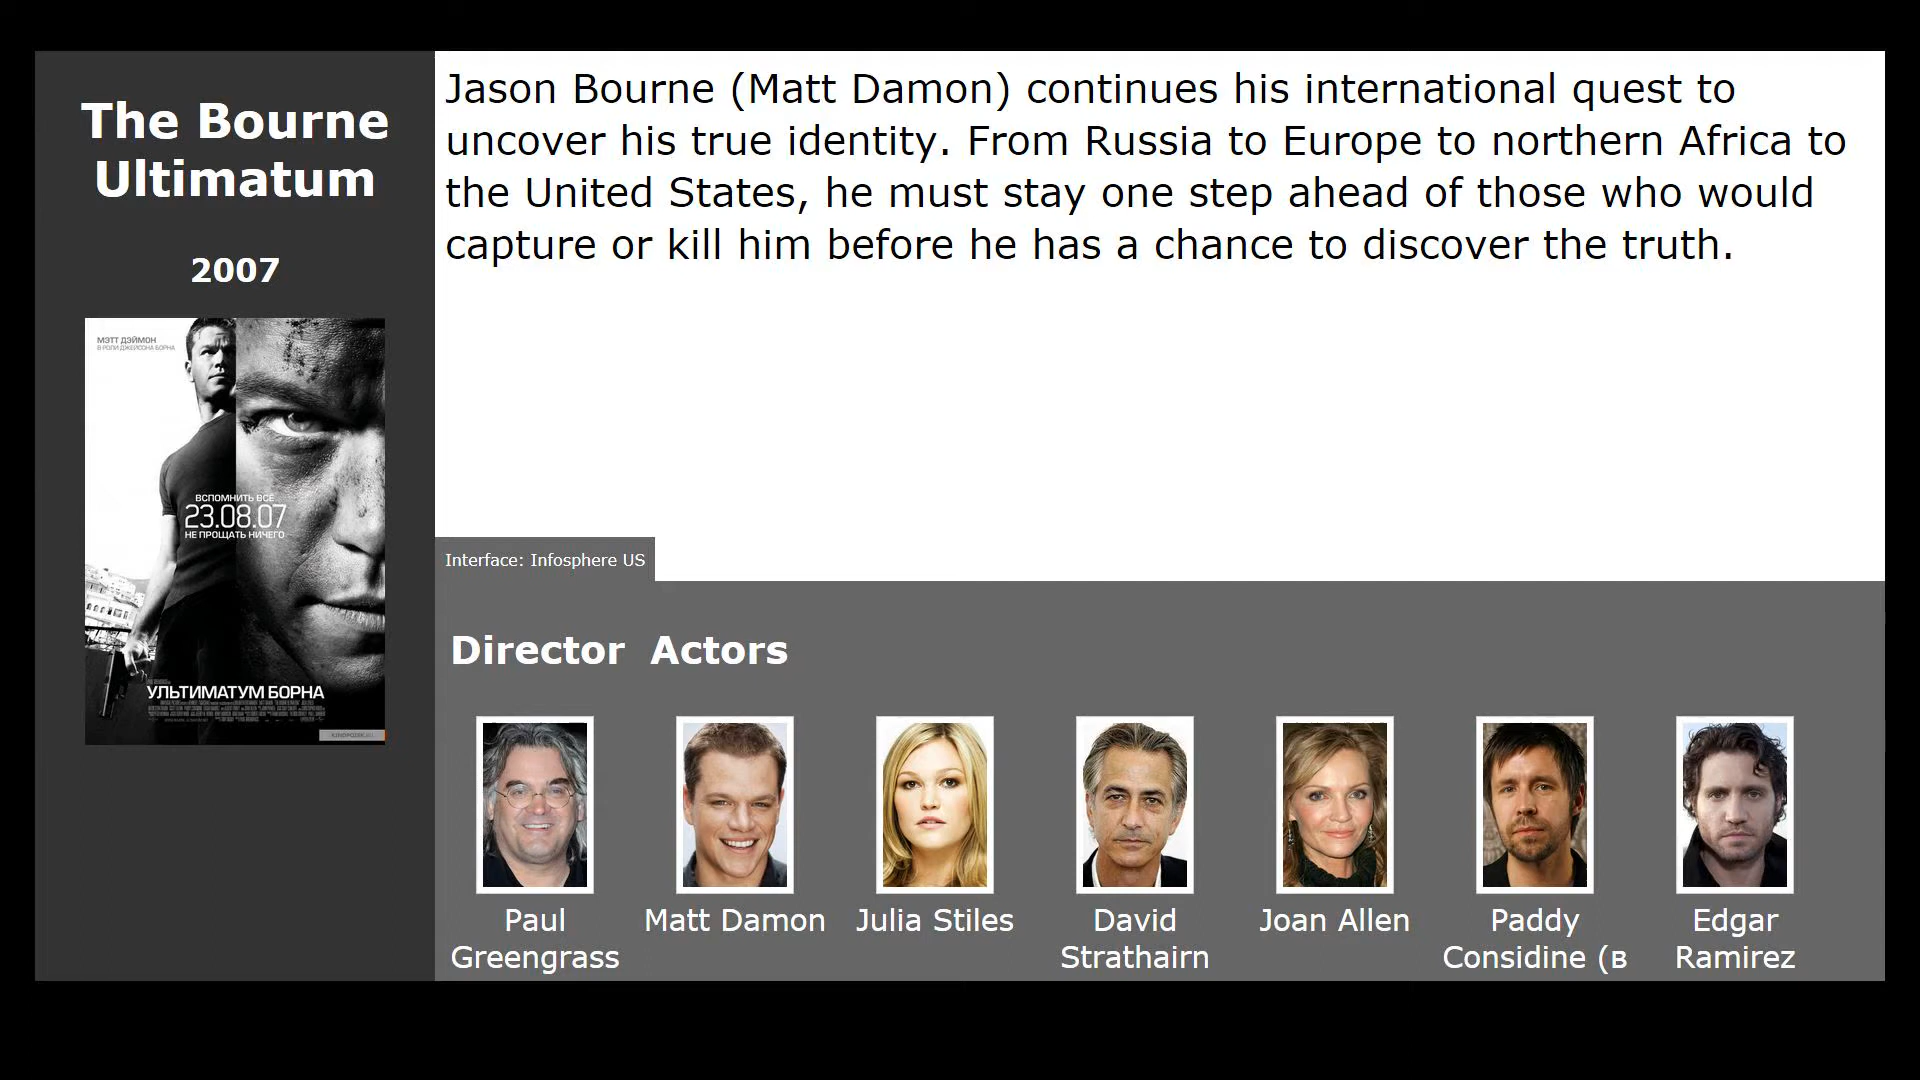 The Bourne
Ultimatum
2007
МЭТТ ДЭЙМОН
В РОЛИ ДЖЕЙСОНА БОРНА
ВСПОМНИТЬ ВСЕ
23.08.07
НЕ ПРОЩАТЬ НИЧЕГО
УЛЬТИМАТУМ БОРНА
Jason Bourne (Matt Damon) continues his international quest to
uncover his true identity. From Russia to Europe to northern Africa to
the United States, he must stay one step ahead of those who would
capture or kill him before he has a chance to discover the truth.
Interface: Infosphere US
Director Actors
Paul
Greengrass
Matt Damon
Julia Stiles
David
Strathairn
Joan Allen
Paddy
Considine (в
Edgar
Ramirez